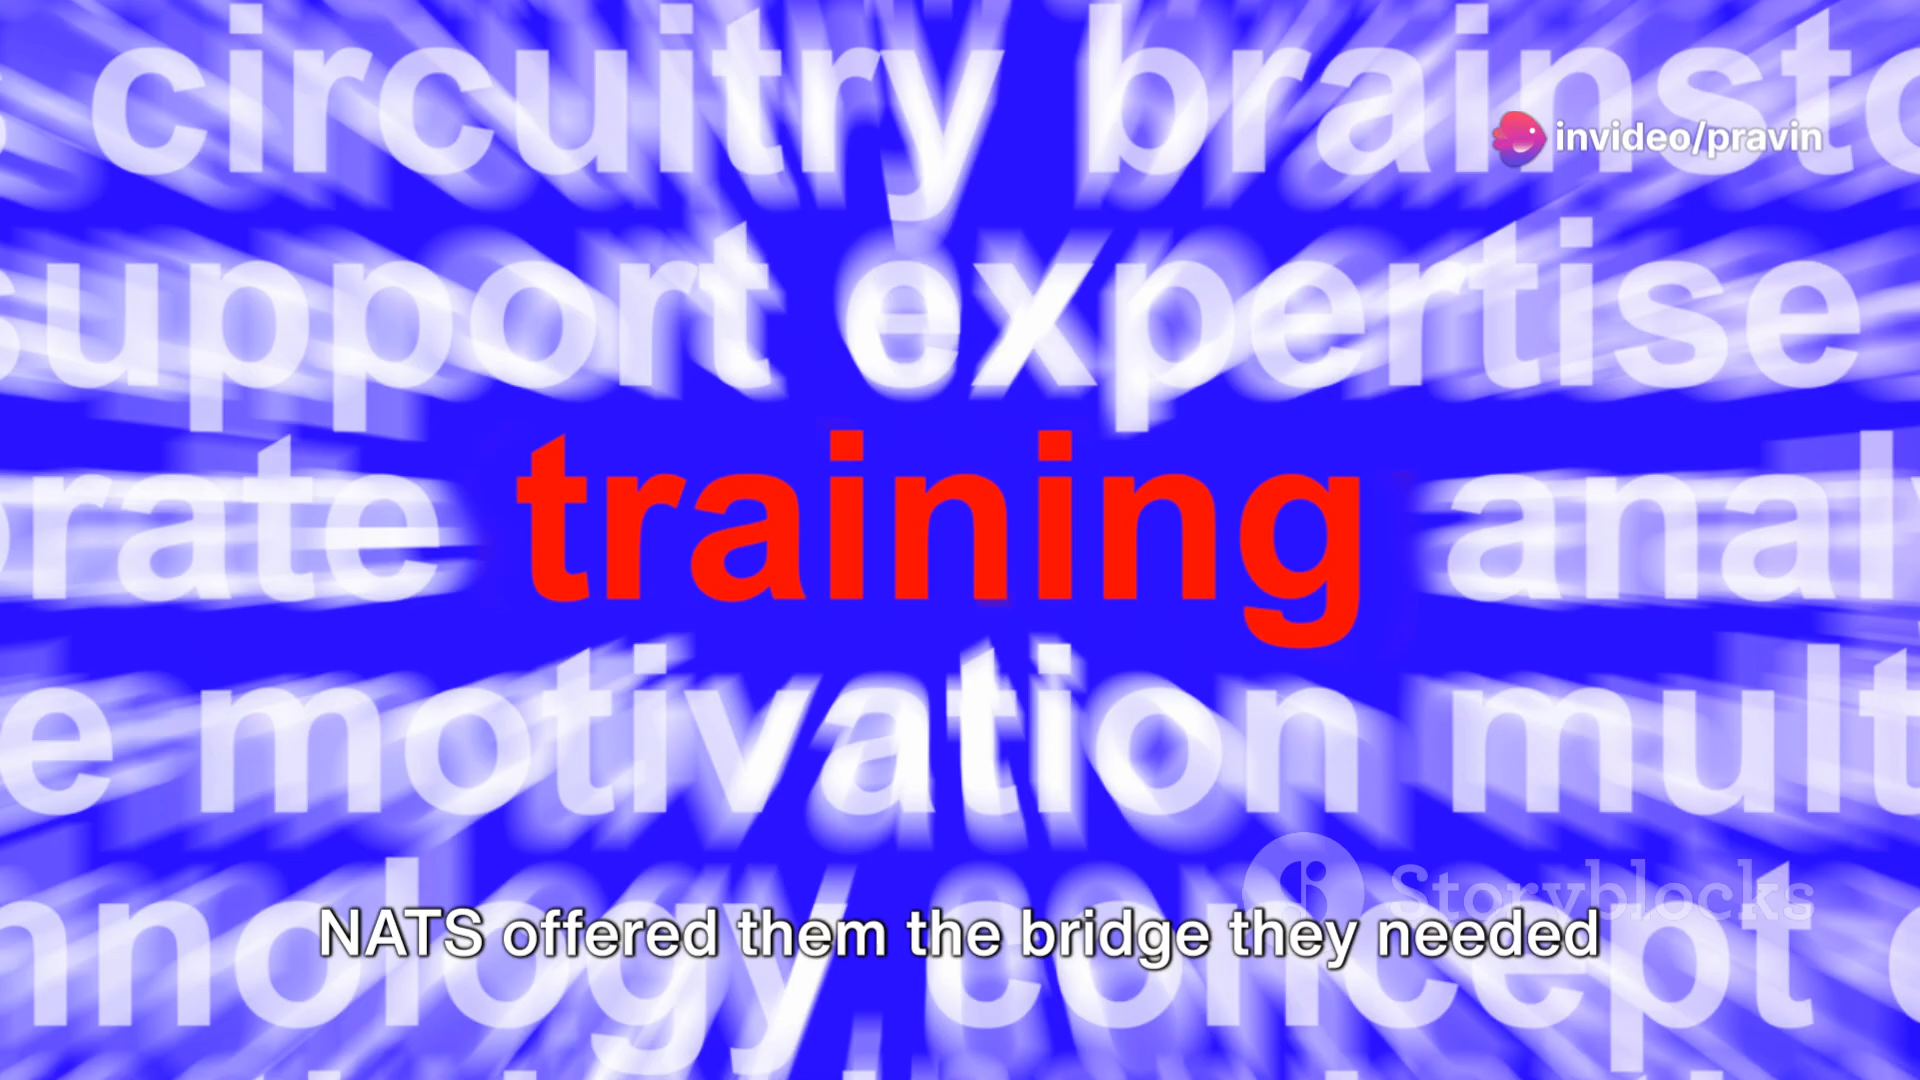 circuitry brainsto
invideo/pravin
support expertise
rate training anal
e motivation mult
Storyblocks
nology concept
NATS offered them the bridge they needed